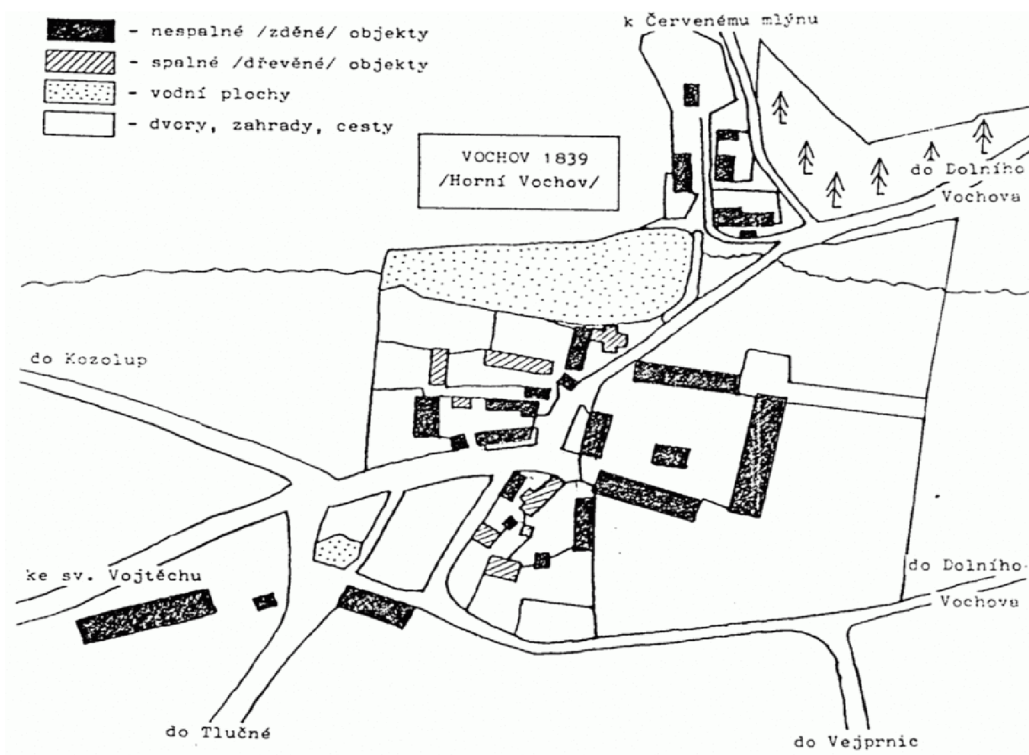 k Červenému mlýnu
- nespalné /zděné/ objekty
- spalné /dřevěné/ objekty
- vodní plochy
- dvory, zahrady, cesty
VOCHOV 1839
/Horní Vochov/
do Dolního
Vochova
do Kozolup
ke sv. Vojtěchu
do Dolního
Vochova
do Tlučné
do Vejprnic